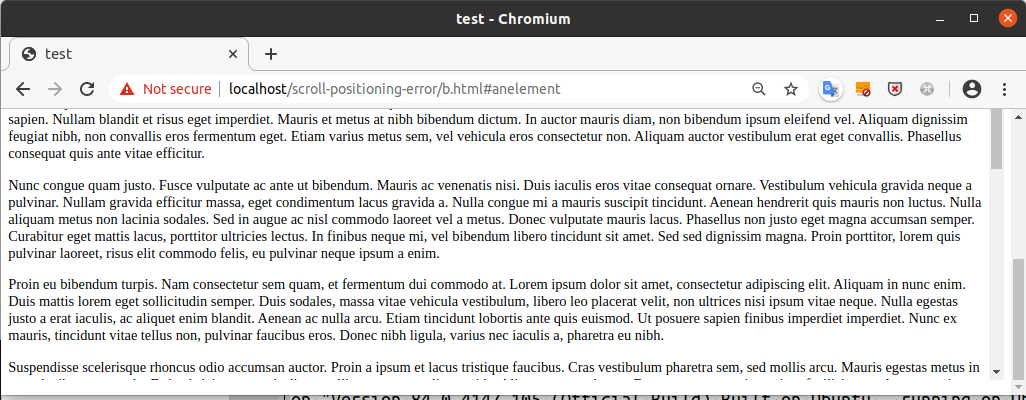 test - Chromium
test
Not secure
localhost/scroll-positioning-error/b.html#anelement
sapien. Nullam blandit et risus eget imperdiet. Mauris et metus at nibh bibendum dictum. In auctor mauris diam, non bibendum ipsum eleifend vel. Aliquam dignissim
feugiat nibh, non convallis eros fermentum eget. Etiam varius metus sem, vel vehicula eros consectetur non. Aliquam auctor vestibulum erat eget convallis. Phasellus
consequat quis ante vitae efficitur.
Nunc congue quam justo. Fusce vulputate ac ante ut bibendum. Mauris ac venenatis nisi. Duis iaculis eros vitae consequat ornare. Vestibulum vehicula gravida neque a
pulvinar. Nullam gravida efficitur massa, eget condimentum lacus gravida a. Nulla congue mi a mauris suscipit tincidunt. Aenean hendrerit quis mauris non luctus. Nulla
aliquam metus non lacinia sodales. Sed in augue ac nisl commodo laoreet vel a metus. Donec vulputate mauris lacus. Phasellus non justo eget magna accumsan semper.
Curabitur eget mattis lacus, porttitor ultricies lectus. In finibus neque mi, vel bibendum libero tincidunt sit amet. Sed sed dignissim magna. Proin porttitor, lorem quis
pulvinar laoreet, risus elit commodo felis, eu pulvinar neque ipsum a enim.
Proin eu bibendum turpis. Nam consectetur sem quam, et fermentum dui commodo at. Lorem ipsum dolor sit amet, consectetur adipiscing elit. Aliquam in nunc enim.
Duis mattis lorem eget sollicitudin semper. Duis sodales, massa vitae vehicula vestibulum, libero leo placerat velit, non ultrices nisi ipsum vitae neque. Nulla egestas
justo a erat iaculis, ac aliquet enim blandit. Aenean ac nulla arcu. Etiam tincidunt lobortis ante quis euismod. Ut posuere sapien finibus imperdiet imperdiet. Nunc ex
mauris, tincidunt vitae tellus non, pulvinar faucibus eros. Donec nibh ligula, varius nec iaculis a, pharetra eu nibh.
Suspendisse scelerisque rhoncus odio accumsan auctor. Proin a ipsum et lacus tristique faucibus. Cras vestibulum pharetra sem, sed mollis arcu. Mauris egestas metus in